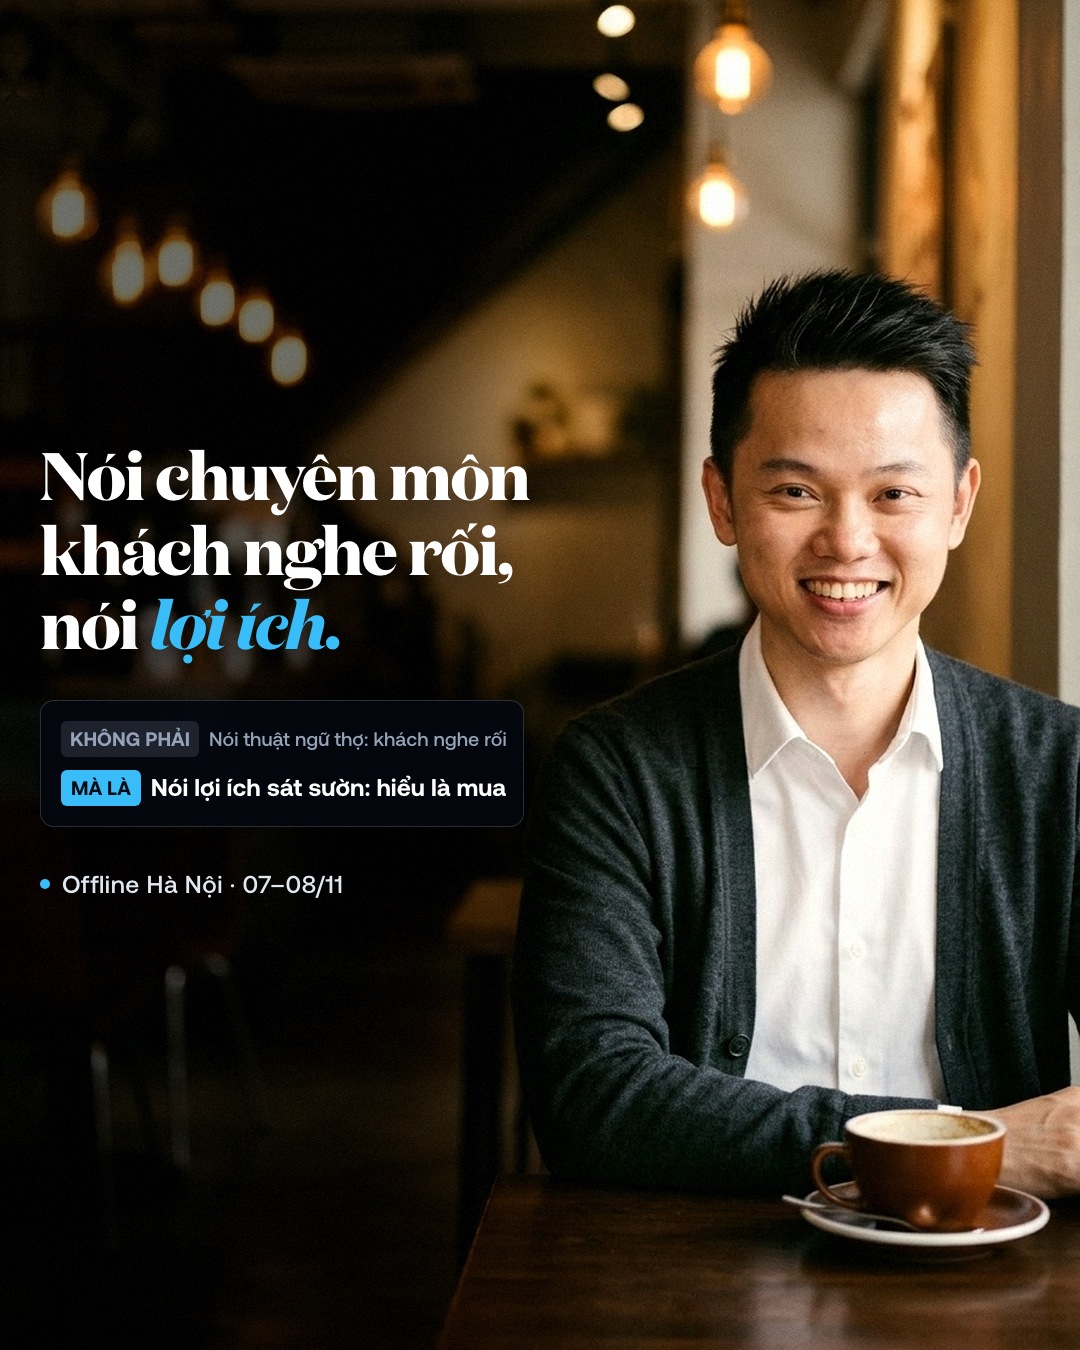 Nói chuyên môn
khách nghe rối,
nói lợi ích.
KHÔNG PHẢI Nói thuật ngữ thợ: khách nghe rối
MÀ LÀ Nói lợi ích sát sườn: hiểu là mua
Offline Hà Nội · 07–08/11